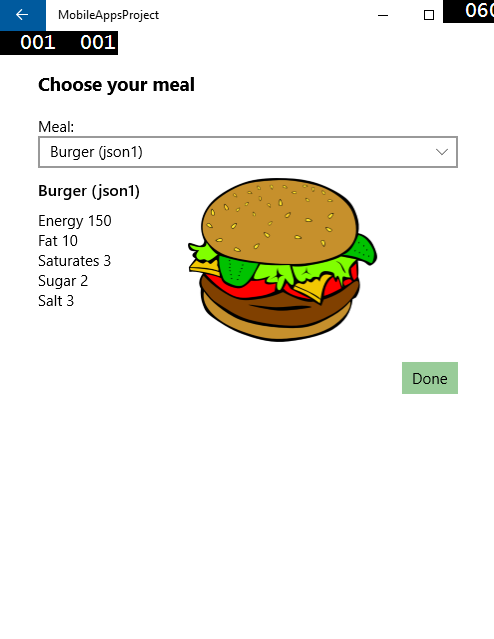 MobileAppsProject
060
001 001
Choose your meal
Meal:
Burger (json1)
Burger (json1)
Energy 150
Fat 10
Saturates 3
Sugar 2
Salt 3
Done